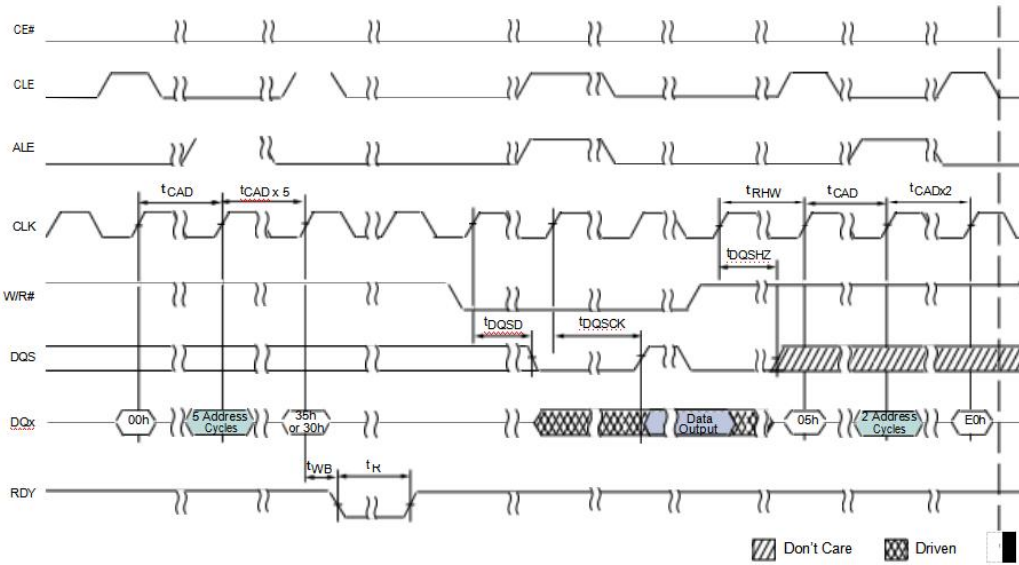 CE#
CLE
ALE
tCAD
tCAD x 5
tRHW
tCAD
tCADx2
CLK
tDQSHZ
W/R#
tDQSD
tDQSCK
DQS
DQx
00h
5 Address
Cycles
35h
or 30h
Data
Output
05h
2 Address
Cycles
E0h
tWB
tR
RDY
Don't Care
Driven